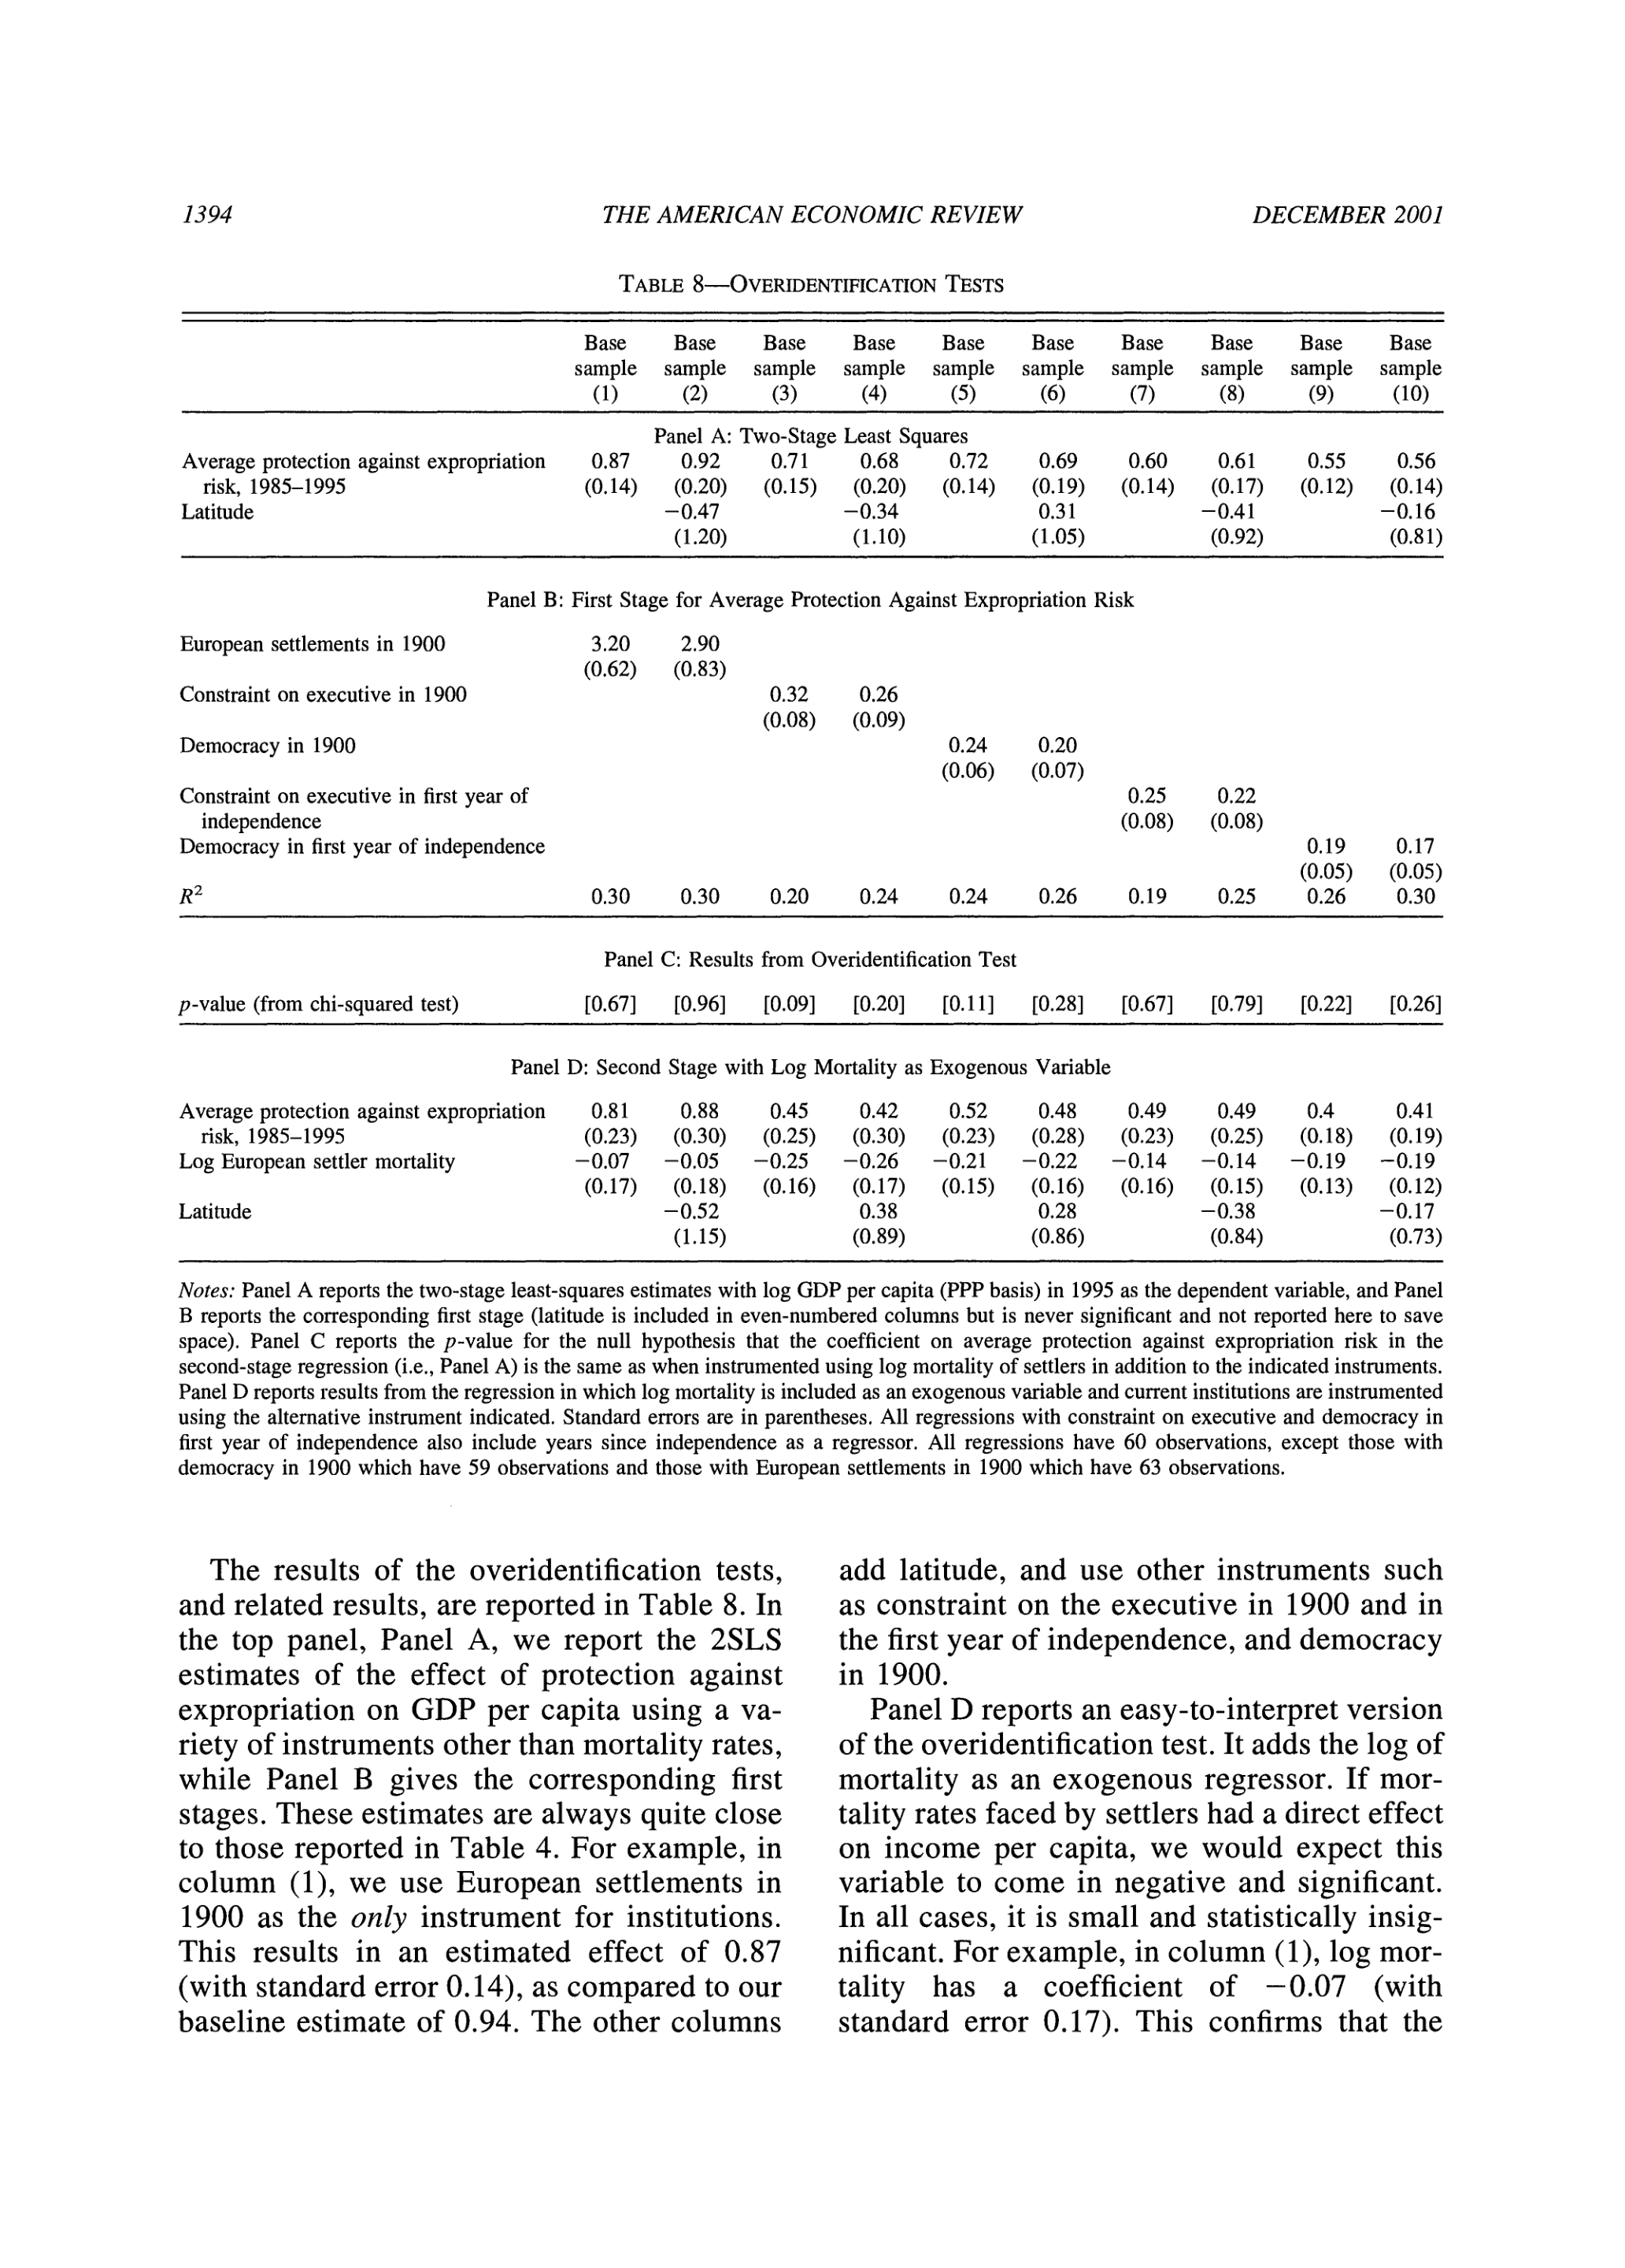 1394 THE AMERICAN ECONOMIC REVIEW DECEMBER 2001
TABLE 8—OVERIDENTIFICATION TESTS
Base Base Base Base Base Base Base Base Base Base
sample sample sample sample sample sample sample sample sample sample
(1) (2) (3) (4) (5) (6) (7) (8) (9) (10)
Panel A: Two-Stage Least Squares
Average protection against expropriation 0.87 0.92 0.71 0.68 0.72 0.69 0.60 0.61 0.55 0.56
risk, 1985–1995 (0.14) (0.20) (0.15) (0.20) (0.14) (0.19) (0.14) (0.17) (0.12) (0.14)
Latitude −0.47 −0.34 0.31 −0.41 −0.16
(1.20) (1.10) (1.05) (0.92) (0.81)
Panel B: First Stage for Average Protection Against Expropriation Risk
European settlements in 1900 3.20 2.90
(0.62) (0.83)
Constraint on executive in 1900 0.32 0.26
(0.08) (0.09)
Democracy in 1900 0.24 0.20
(0.06) (0.07)
Constraint on executive in first year of 0.25 0.22
independence (0.08) (0.08)
Democracy in first year of independence 0.19 0.17
(0.05) (0.05)
R² 0.30 0.30 0.20 0.24 0.24 0.26 0.19 0.25 0.26 0.30
Panel C: Results from Overidentification Test
p-value (from chi-squared test) [0.67] [0.96] [0.09] [0.20] [0.11] [0.28] [0.67] [0.79] [0.22] [0.26]
Panel D: Second Stage with Log Mortality as Exogenous Variable
Average protection against expropriation 0.81 0.88 0.45 0.42 0.52 0.48 0.49 0.49 0.4 0.41
risk, 1985–1995 (0.23) (0.30) (0.25) (0.30) (0.23) (0.28) (0.23) (0.25) (0.18) (0.19)
Log European settler mortality −0.07 −0.05 −0.25 −0.26 −0.21 −0.22 −0.14 −0.14 −0.19 −0.19
(0.17) (0.18) (0.16) (0.17) (0.15) (0.16) (0.16) (0.15) (0.13) (0.12)
Latitude −0.52 0.38 0.28 −0.38 −0.17
(1.15) (0.89) (0.86) (0.84) (0.73)
Notes: Panel A reports the two-stage least-squares estimates with log GDP per capita (PPP basis) in 1995 as the dependent variable, and Panel
B reports the corresponding first stage (latitude is included in even-numbered columns but is never significant and not reported here to save
space). Panel C reports the p-value for the null hypothesis that the coefficient on average protection against expropriation risk in the
second-stage regression (i.e., Panel A) is the same as when instrumented using log mortality of settlers in addition to the indicated instruments.
Panel D reports results from the regression in which log mortality is included as an exogenous variable and current institutions are instrumented
using the alternative instrument indicated. Standard errors are in parentheses. All regressions with constraint on executive and democracy in
first year of independence also include years since independence as a regressor. All regressions have 60 observations, except those with
democracy in 1900 which have 59 observations and those with European settlements in 1900 which have 63 observations.
The results of the overidentification tests,
and related results, are reported in Table 8. In
the top panel, Panel A, we report the 2SLS
estimates of the effect of protection against
expropriation on GDP per capita using a va-
riety of instruments other than mortality rates,
while Panel B gives the corresponding first
stages. These estimates are always quite close
to those reported in Table 4. For example, in
column (1), we use European settlements in
1900 as the only instrument for institutions.
This results in an estimated effect of 0.87
(with standard error 0.14), as compared to our
baseline estimate of 0.94. The other columns
add latitude, and use other instruments such
as constraint on the executive in 1900 and in
the first year of independence, and democracy
in 1900.
Panel D reports an easy-to-interpret version
of the overidentification test. It adds the log of
mortality as an exogenous regressor. If mor-
tality rates faced by settlers had a direct effect
on income per capita, we would expect this
variable to come in negative and significant.
In all cases, it is small and statistically insig-
nificant. For example, in column (1), log mor-
tality has a coefficient of −0.07 (with
standard error 0.17). This confirms that the